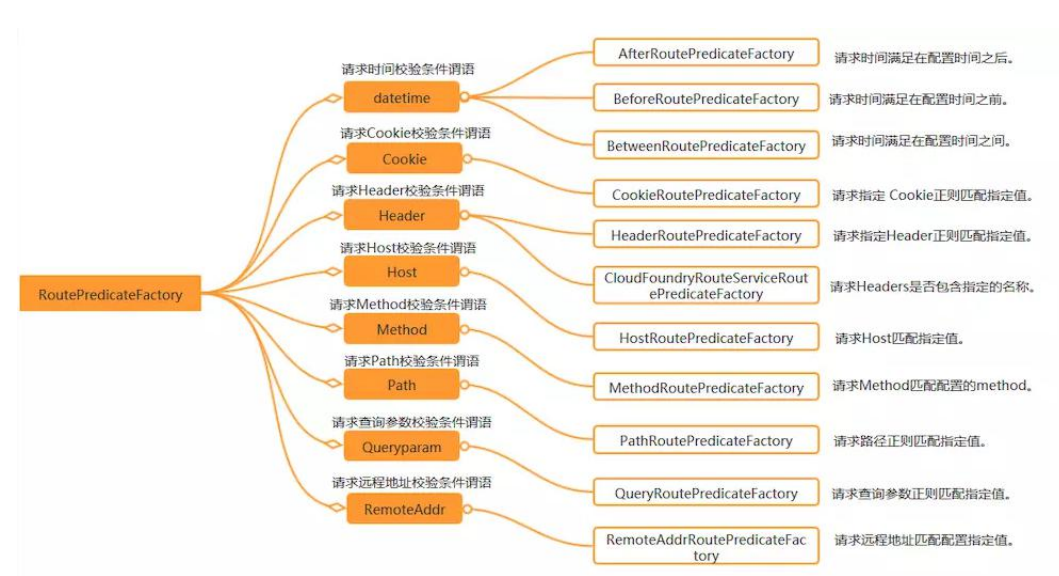 RoutePredicateFactory
请求时间校验条件谓语
datetime
AfterRoutePredicateFactory
请求时间满足在配置时间之后。
BeforeRoutePredicateFactory
请求时间满足在配置时间之前。
BetweenRoutePredicateFactory
请求时间满足在配置时间之间。
请求Cookie校验条件谓语
Cookie
CookieRoutePredicateFactory
请求指定 Cookie正则匹配指定值。
请求Header校验条件谓语
Header
HeaderRoutePredicateFactory
请求指定Header正则匹配指定值。
CloudFoundryRouteServiceRout
ePredicateFactory
请求Headers是否包含指定的名称。
请求Host校验条件谓语
Host
HostRoutePredicateFactory
请求Host匹配指定值。
请求Method校验条件谓语
Method
MethodRoutePredicateFactory
请求Method匹配配置的method。
请求Path校验条件谓语
Path
PathRoutePredicateFactory
请求路径正则匹配指定值。
请求查询参数校验条件谓语
Queryparam
QueryRoutePredicateFactory
请求查询参数正则匹配指定值。
请求远程地址校验条件谓语
RemoteAddr
RemoteAddrRoutePredicateFac
tory
请求远程地址匹配配置指定值。